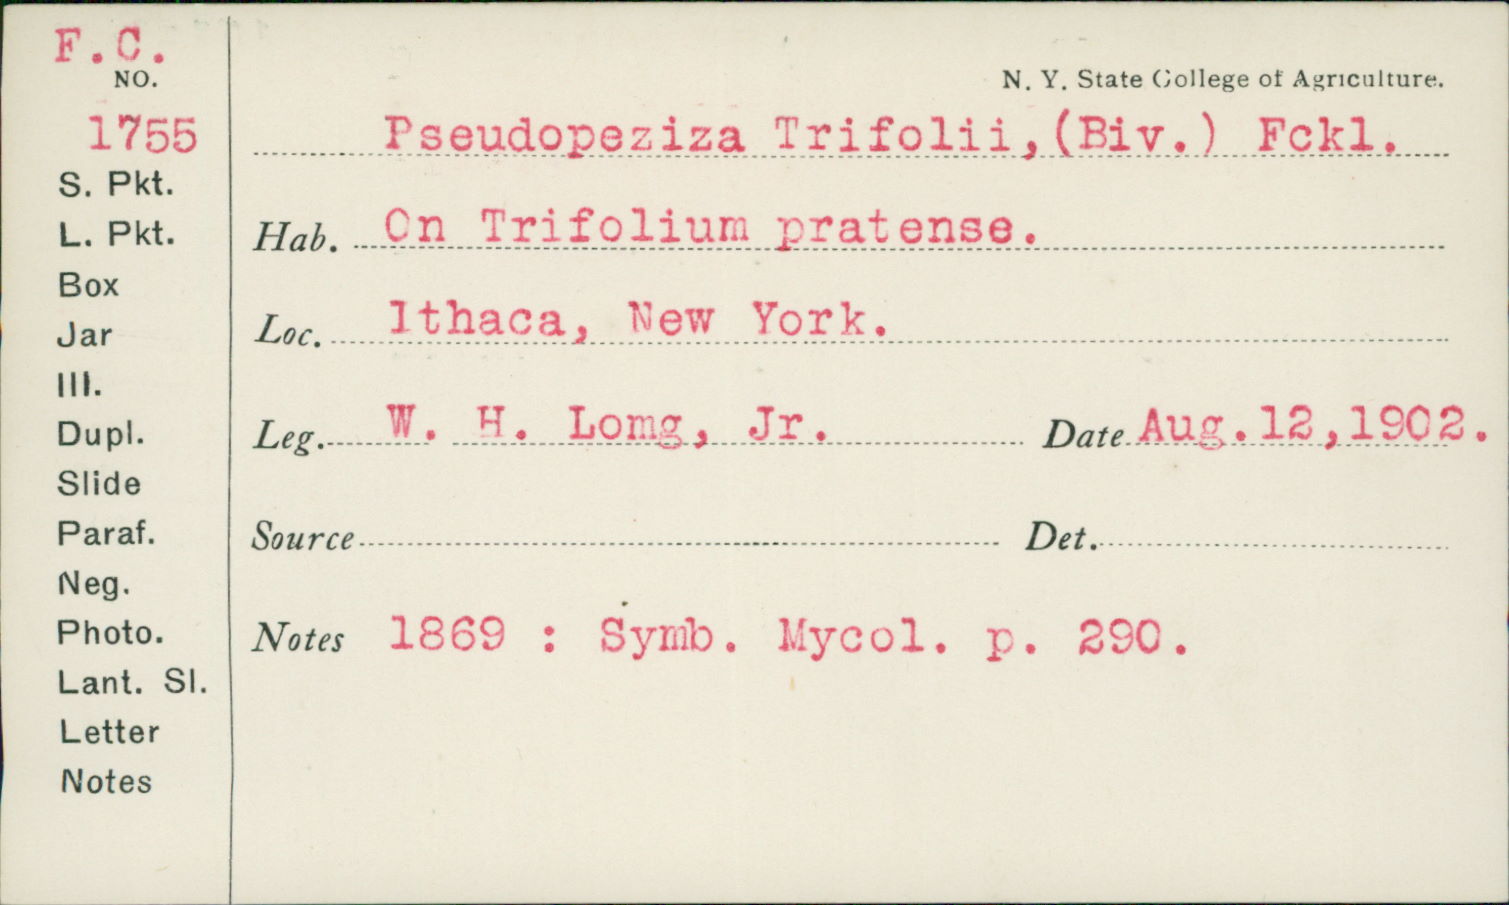 F.C.
NO.
1755
S. Pkt.
L. Pkt.
Box
Jar
Ill.
Dupl.
Slide
Paraf.
Neg.
Photo.
Lant. Sl.
Letter
Notes
N. Y. State College of Agriculture.
Pseudopeziza Trifolii,(Biv.) Fckl.
Hab. On Trifolium pratense.
Loc. Ithaca, New York.
Leg. W. H. Lomg, Jr. Date Aug.12,1902.
Source Det.
Notes 1869 : Symb. Mycol. p. 290.